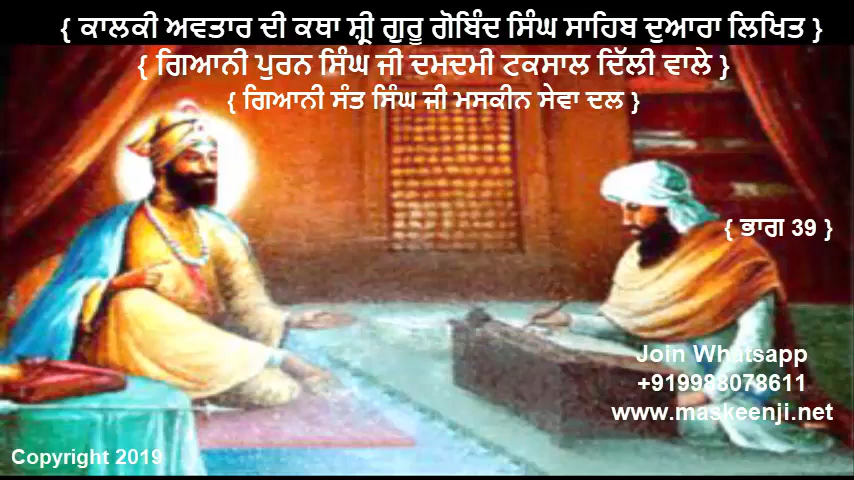 { ਕਾਲਕੀ ਅਵਤਾਰ ਦੀ ਕਥਾ ਸ਼੍ਰੀ ਗੁਰੂ ਗੋਬਿੰਦ ਸਿੰਘ ਸਾਹਿਬ ਦੁਆਰਾ ਲਿਖਿਤ }
{ ਗਿਆਨੀ ਪੁਰਨ ਸਿੰਘ ਜੀ ਦਮਦਮੀ ਟਕਸਾਲ ਦਿੱਲੀ ਵਾਲੇ }
{ ਗਿਆਨੀ ਸੰਤ ਸਿੰਘ ਜੀ ਮਸਕੀਨ ਸੇਵਾ ਦਲ }
{ ਭਾਗ 39 }
Join Whatsapp
+919988078611
www.maskeenji.net
Copyright 2019